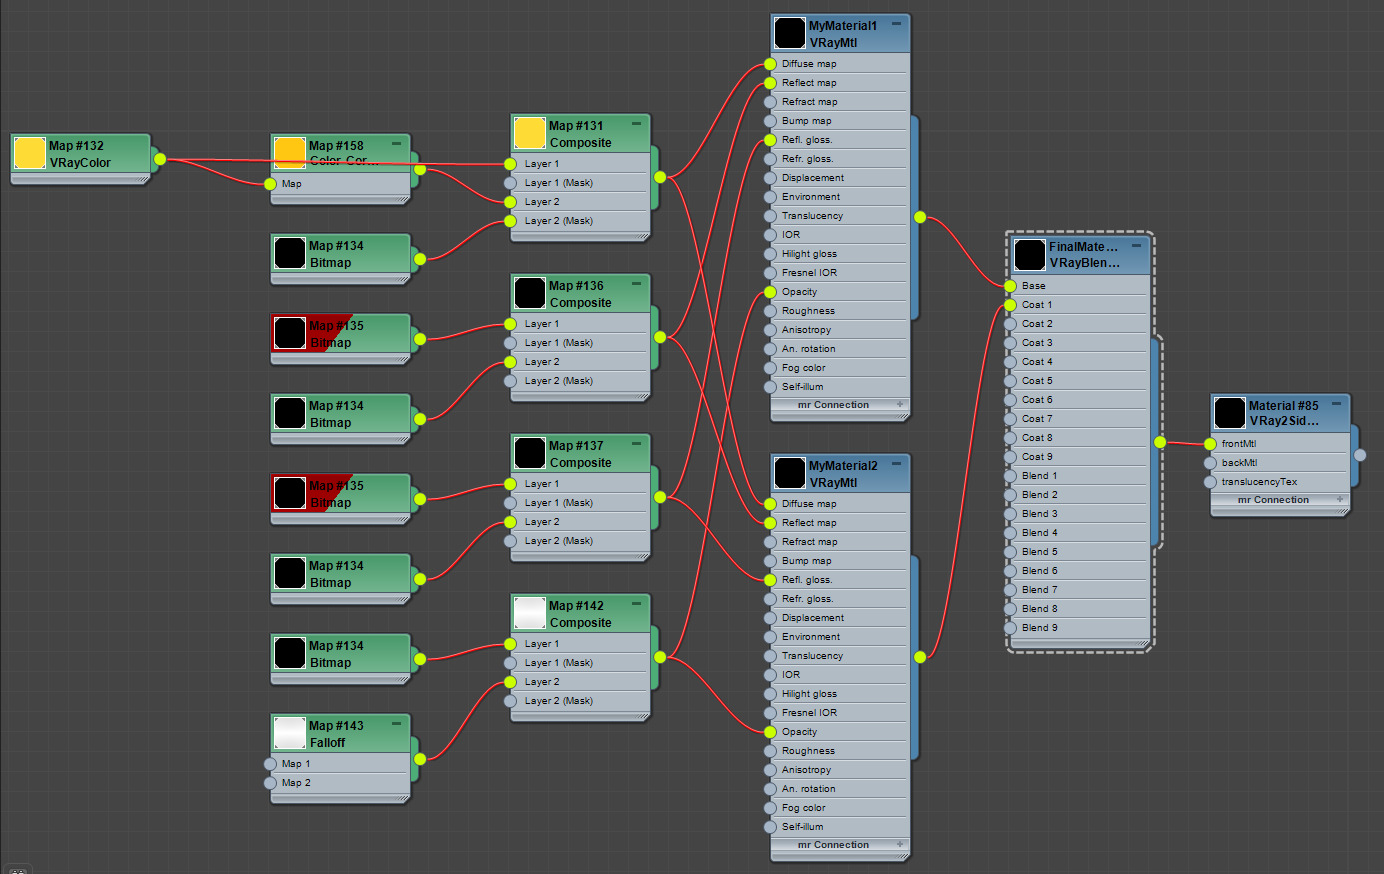 Map #132
VRayColor
Map #158
Color Cor...
Map
Map #134
Bitmap
Map #135
Bitmap
Map #134
Bitmap
Map #135
Bitmap
Map #134
Bitmap
Map #134
Bitmap
Map #143
Falloff
Map 1
Map 2
Map #131
Composite
Layer 1
Layer 1 (Mask)
Layer 2
Layer 2 (Mask)
Map #136
Composite
Layer 1
Layer 1 (Mask)
Layer 2
Layer 2 (Mask)
Map #137
Composite
Layer 1
Layer 1 (Mask)
Layer 2
Layer 2 (Mask)
Map #142
Composite
Layer 1
Layer 1 (Mask)
Layer 2
Layer 2 (Mask)
MyMaterial1
VRayMtl
Diffuse map
Reflect map
Refract map
Bump map
Refl. gloss.
Refr. gloss.
Displacement
Environment
Translucency
IOR
Hilight gloss
Fresnel IOR
Opacity
Roughness
Anisotropy
An. rotation
Fog color
Self-illum
mr Connection +
MyMaterial2
VRayMtl
Diffuse map
Reflect map
Refract map
Bump map
Refl. gloss.
Refr. gloss.
Displacement
Environment
Translucency
IOR
Hilight gloss
Fresnel IOR
Opacity
Roughness
Anisotropy
An. rotation
Fog color
Self-illum
mr Connection +
FinalMate...
VRayBlen...
Base
Coat 1
Coat 2
Coat 3
Coat 4
Coat 5
Coat 6
Coat 7
Coat 8
Coat 9
Blend 1
Blend 2
Blend 3
Blend 4
Blend 5
Blend 6
Blend 7
Blend 8
Blend 9
Material #85
VRay2Sid...
frontMtl
backMtl
translucencyTex
mr Connection +